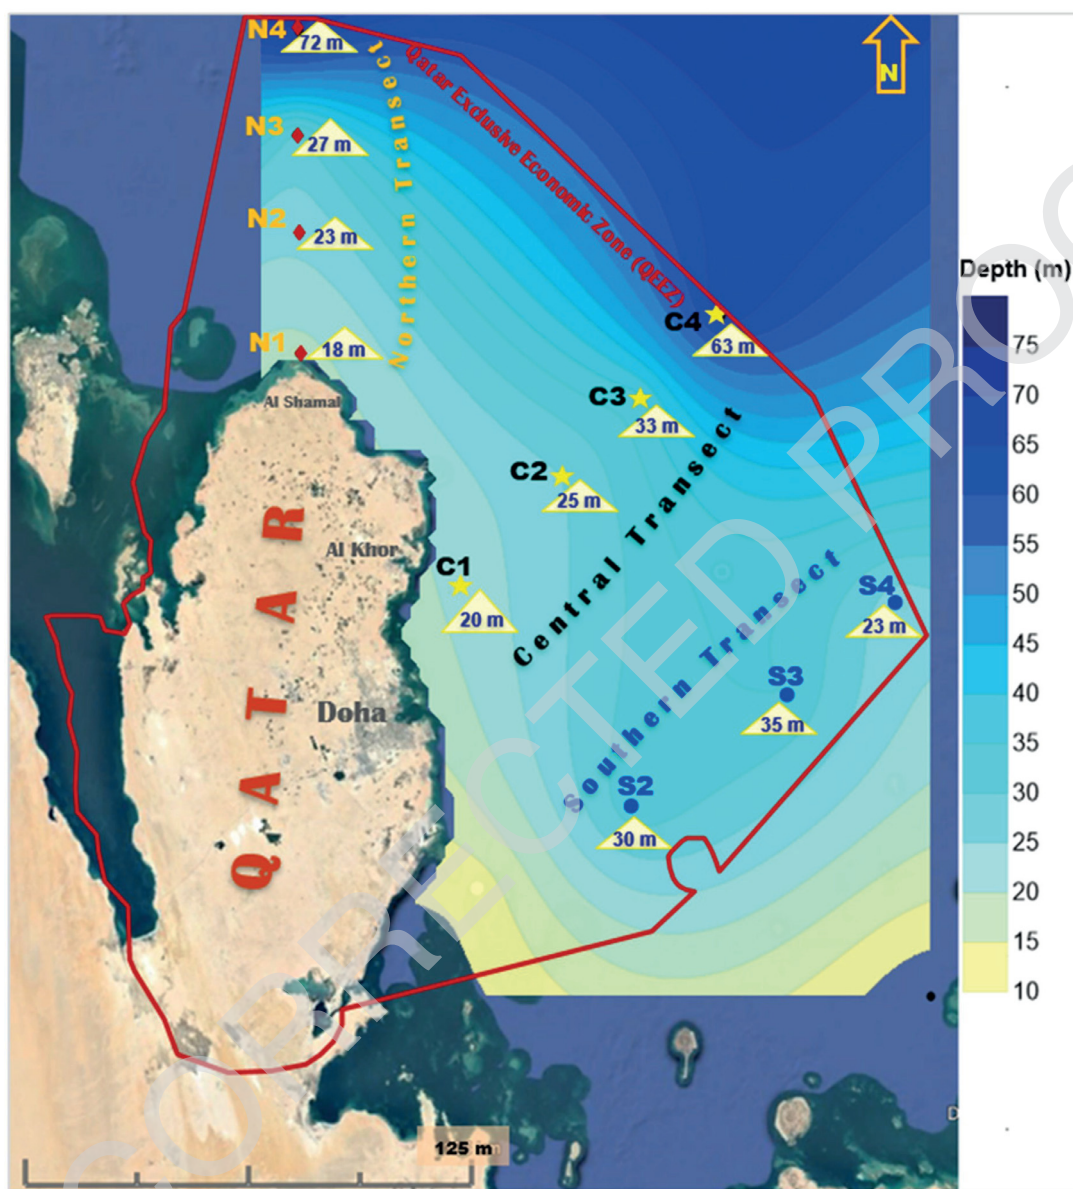 N4
72 m
N
Northern Transect
Qatar Exclusive Economic Zone (QEEZ)
N3
27 m
N2
23 m
Depth (m)
C4
63 m
N1
18 m
Al Shamal
C3
33 m
C2
25 m
Central Transect
QATAR
Al Khor
C1
20 m
Southern Transect
S4
23 m
S3
35 m
Doha
S2
30 m
75
70
65
60
55
50
45
40
35
30
25
20
15
10
D
125 m
CORRECTED PROO